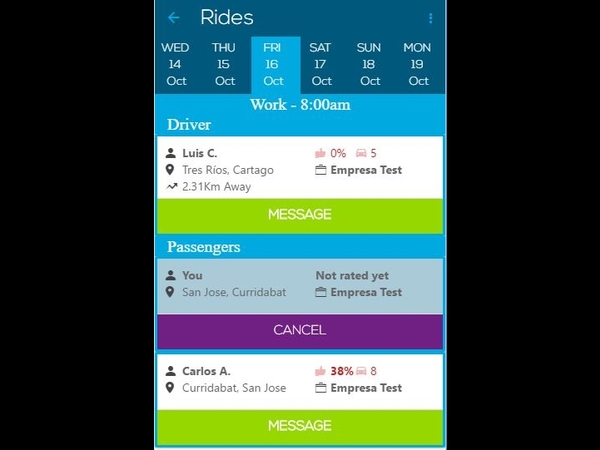 Rides
WED THU FRI SAT SUN MON
14 15 16 17 18 19
Oct Oct Oct Oct Oct Oct
Work - 8:00am
Driver
Luis C. 0% 5
Tres Ríos, Cartago Empresa Test
2.31Km Away
MESSAGE
Passengers
You Not rated yet
San Jose, Curridabat Empresa Test
CANCEL
Carlos A. 38% 8
Curridabat, San Jose Empresa Test
MESSAGE